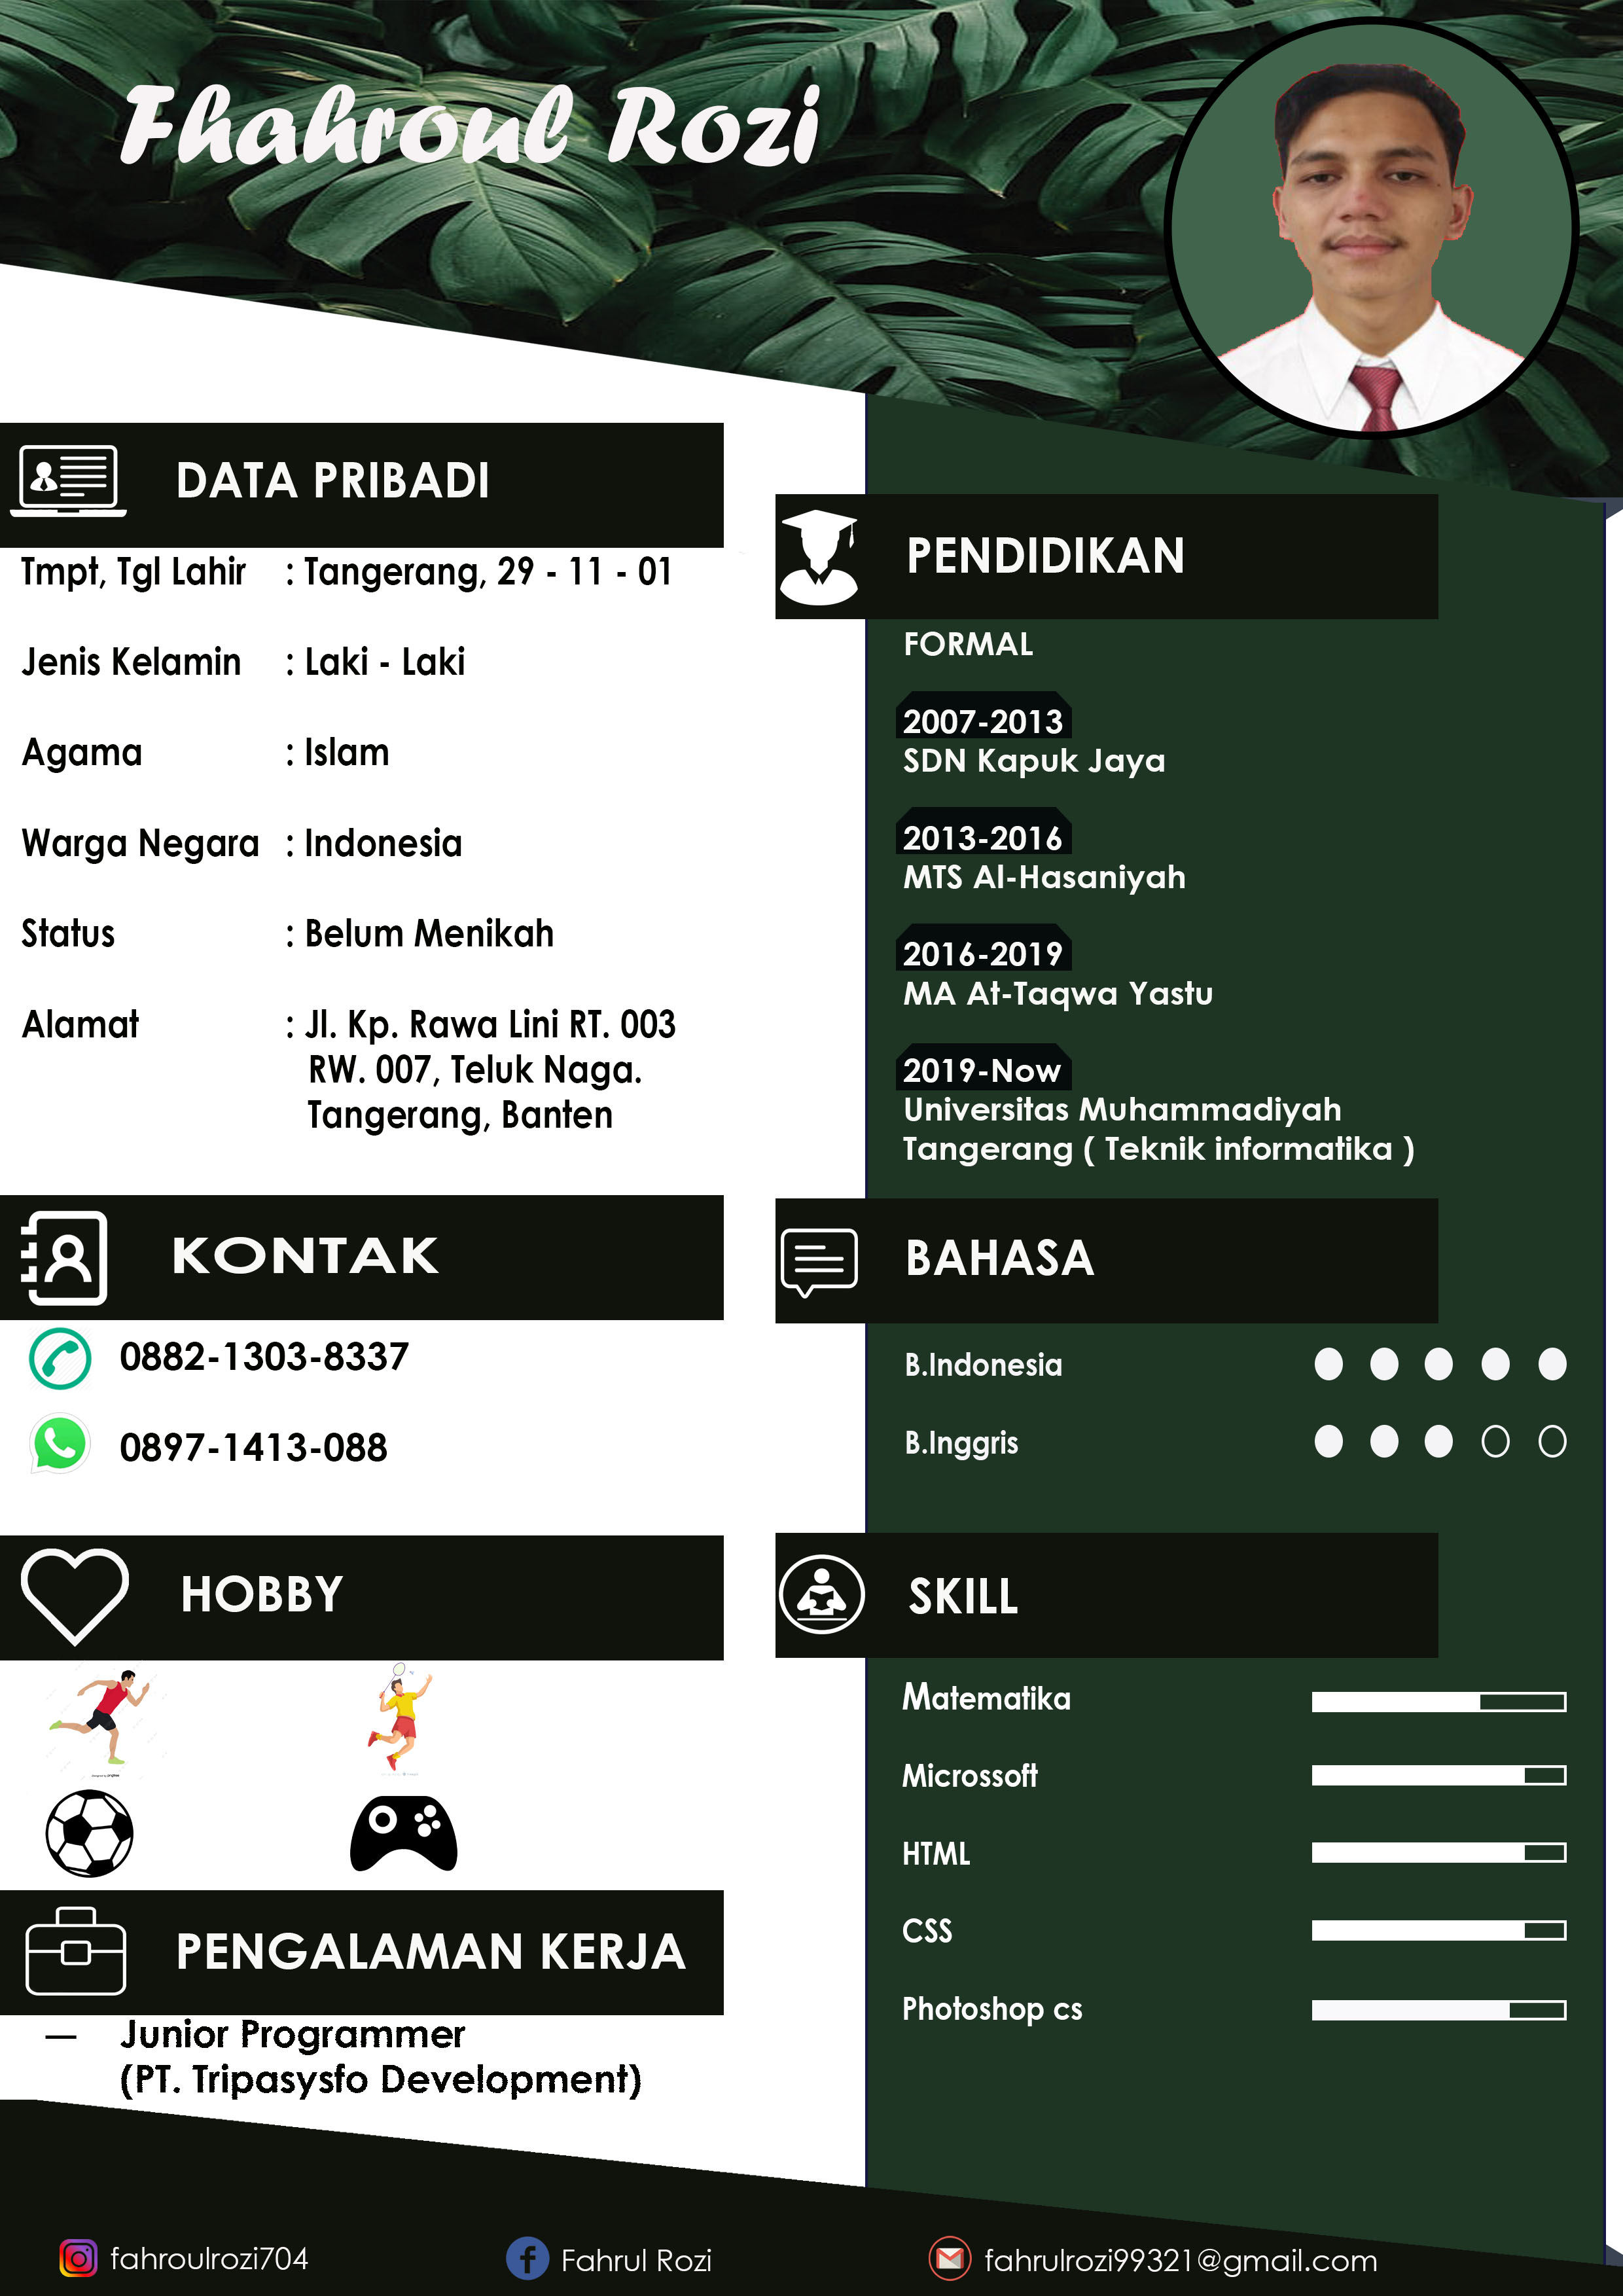 Fhahroul Rozi
DATA PRIBADI
Tmpt, Tgl Lahir : Tangerang, 29 - 11 - 01
Jenis Kelamin : Laki - Laki
Agama : Islam
Warga Negara : Indonesia
Status : Belum Menikah
Alamat : Jl. Kp. Rawa Lini RT. 003
RW. 007, Teluk Naga.
Tangerang, Banten
KONTAK
0882-1303-8337
0897-1413-088
HOBBY
PENGALAMAN KERJA
— Junior Programmer
(PT. Tripasysfo Development)
PENDIDIKAN
FORMAL
2007-2013
SDN Kapuk Jaya
2013-2016
MTS Al-Hasaniyah
2016-2019
MA At-Taqwa Yastu
2019-Now
Universitas Muhammadiyah
Tangerang ( Teknik informatika )
BAHASA
B.Indonesia
B.Inggris
SKILL
Matematika
Microssoft
HTML
CSS
Photoshop cs
fahroulrozi704
Fahrul Rozi
fahrulrozi99321@gmail.com